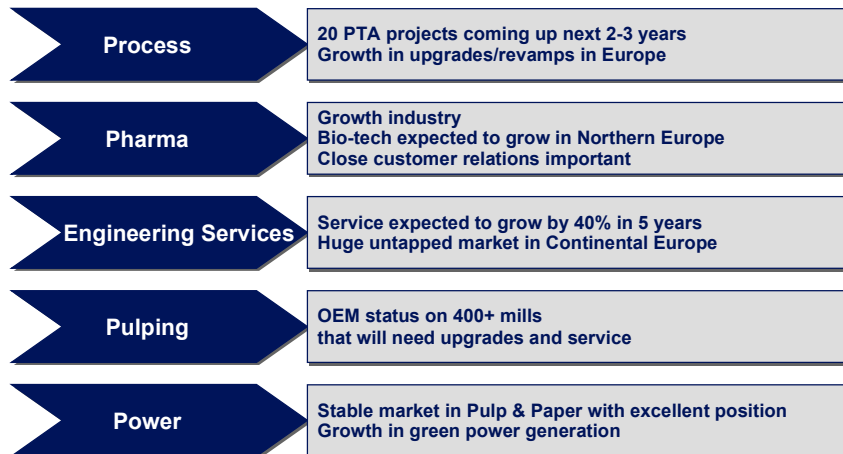 Process
20 PTA projects coming up next 2-3 years
Growth in upgrades/revamps in Europe
Pharma
Growth industry
Bio-tech expected to grow in Northern Europe
Close customer relations important
Engineering Services
Service expected to grow by 40% in 5 years
Huge untapped market in Continental Europe
Pulping
OEM status on 400+ mills
that will need upgrades and service
Power
Stable market in Pulp & Paper with excellent position
Growth in green power generation